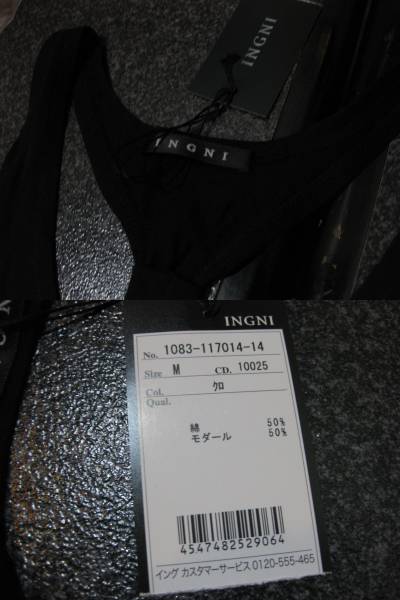 INGNI
INGNI
INGNI
No. 1083-117014-14
Size M CD. 10025
Col. クロ
Qual.
綿 50%
モダール 50%
4547482529064
イング カスタマーサービス 0120-555-465